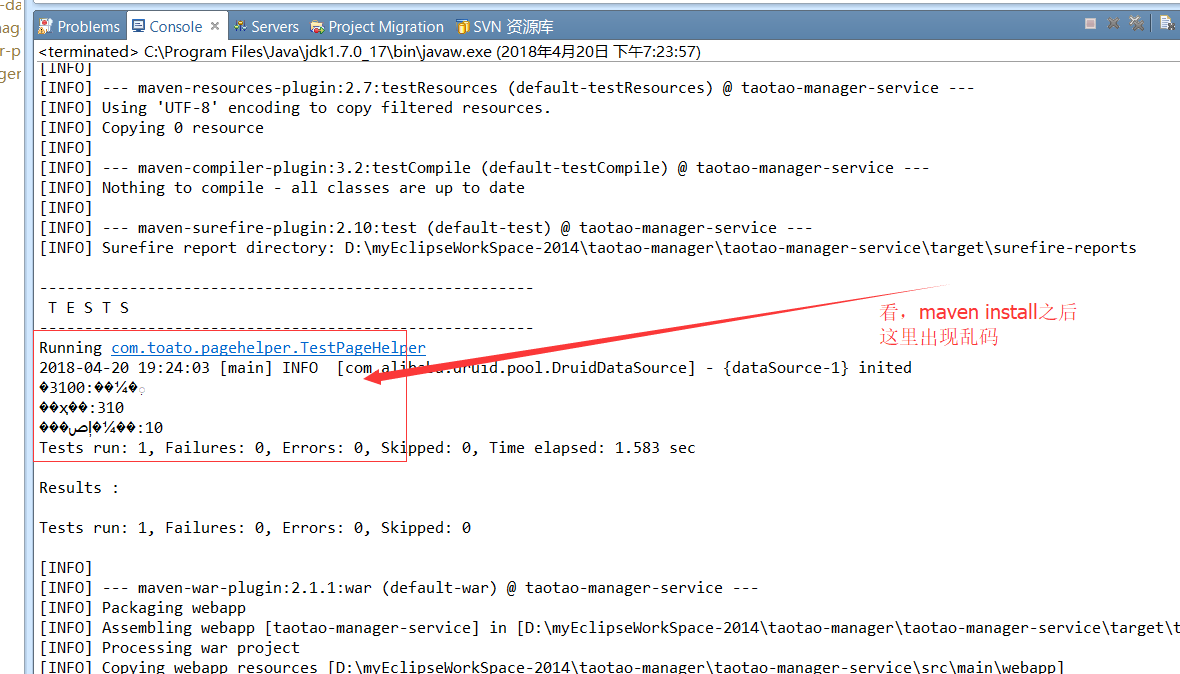 -da
nag
r-p
ger
Problems Console Servers Project Migration SVN 资源库
<terminated> C:\Program Files\Java\jdk1.7.0_17\bin\javaw.exe (2018年4月20日 下午7:23:57)
[INFO]
[INFO] --- maven-resources-plugin:2.7:testResources (default-testResources) @ taotao-manager-service ---
[INFO] Using 'UTF-8' encoding to copy filtered resources.
[INFO] Copying 0 resource
[INFO]
[INFO] --- maven-compiler-plugin:3.2:testCompile (default-testCompile) @ taotao-manager-service ---
[INFO] Nothing to compile - all classes are up to date
[INFO]
[INFO] --- maven-surefire-plugin:2.10:test (default-test) @ taotao-manager-service ---
[INFO] Surefire report directory: D:\myEclipseWorkSpace-2014\taotao-manager\taotao-manager-service\target\surefire-reports
-------------------------------------------------------
T E S T S
-------------------------------------------------------
看，maven install之后
这里出现乱码
Running com.toato.pagehelper.TestPageHelper
2018-04-20 19:24:03 [main] INFO [com.alibaba.druid.pool.DruidDataSource] - {dataSource-1} inited
�3100:��¼�
��ҳ��:310
���إص�¼��:10
Tests run: 1, Failures: 0, Errors: 0, Skipped: 0, Time elapsed: 1.583 sec
Results :
Tests run: 1, Failures: 0, Errors: 0, Skipped: 0
[INFO]
[INFO] --- maven-war-plugin:2.1.1:war (default-war) @ taotao-manager-service ---
[INFO] Packaging webapp
[INFO] Assembling webapp [taotao-manager-service] in [D:\myEclipseWorkSpace-2014\taotao-manager\taotao-manager-service\target\t
[INFO] Processing war project
[INFO] Copying webapp resources [D:\myEclipseWorkSpace-2014\taotao-manager\taotao-manager-service\src\main\webapp]